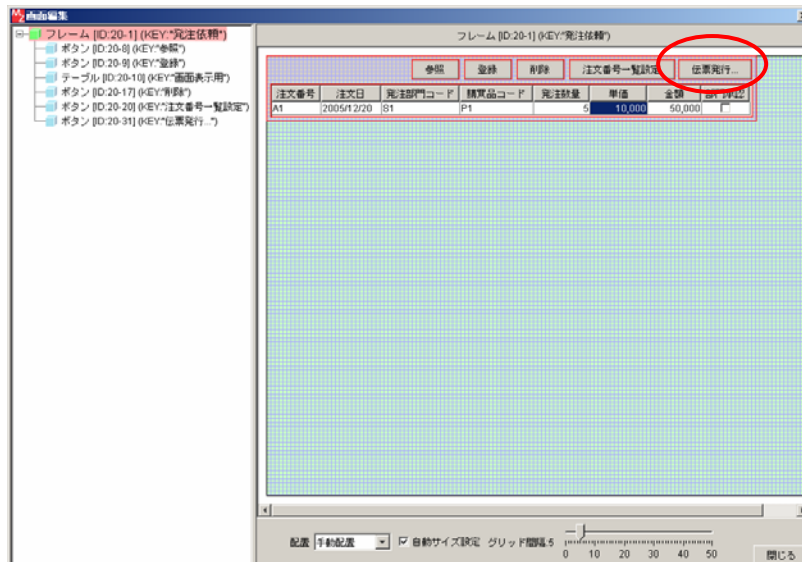 画面編集
フレーム [ID:20-1] (KEY:"発注依頼")
ボタン [ID:20-8] (KEY:"参照")
ボタン [ID:20-9] (KEY:"登録")
テーブル [ID:20-10] (KEY:"画面表示用")
ボタン [ID:20-17] (KEY:"削除")
ボタン [ID:20-20] (KEY:"注文番号一覧設定")
ボタン [ID:20-31] (KEY:"伝票発行...")
フレーム [ID:20-1] (KEY:"発注依頼")
参照 登録 削除 注文番号一覧設定 伝票発行...
注文番号 注文日 発注部門コード 購買品コード 発注数量 単価 金額
A1 2005/12/20 S1 P1 5 10,000 50,000
配置 手動配置 自動サイズ設定 グリッド間隔:5
0 10 20 30 40 50
閉じる